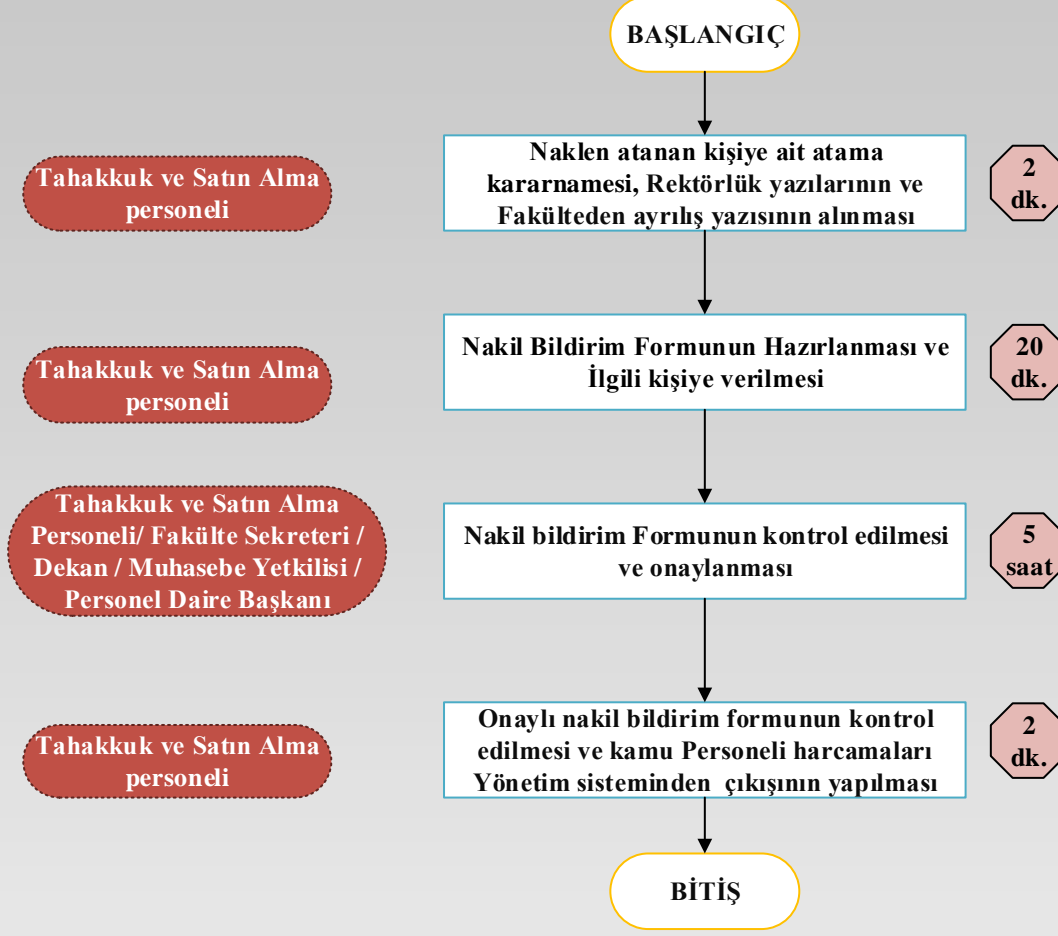 BAŞLANGIÇ
Tahakkuk ve Satın Alma
personeli
Naklen atanan kişiye ait atama
kararnamesi, Rektörlük yazılarının ve
Fakülteden ayrılış yazısının alınması
2
dk.
Tahakkuk ve Satın Alma
personeli
Nakil Bildirim Formunun Hazırlanması ve
İlgili kişiye verilmesi
20
dk.
Tahakkuk ve Satın Alma
Personeli/ Fakülte Sekreteri /
Dekan / Muhasebe Yetkilisi /
Personel Daire Başkanı
Nakil bildirim Formunun kontrol edilmesi
ve onaylanması
5
saat
Tahakkuk ve Satın Alma
personeli
Onaylı nakil bildirim formunun kontrol
edilmesi ve kamu Personeli harcamaları
Yönetim sisteminden çıkışının yapılması
2
dk.
BİTİŞ